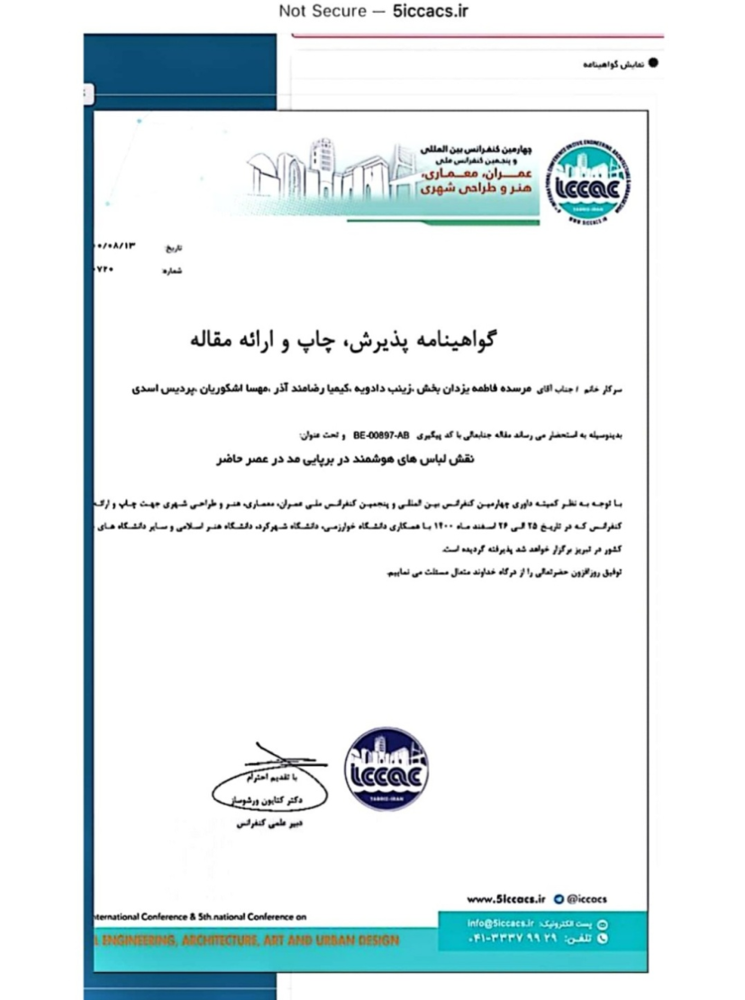 Not Secure — 5iccacs.ir
نمایش گواهینامه
چهارمین کنفرانس بین المللی
و پنجمین کنفرانس ملی
عمران، معماری،
هنر و طراحی شهری
iccac
TABRIZ-IRAN
WWW.5ICCACS.IR
تاریخ: ۰/۰۸/۱۳
شماره: ۰۷۲۰
گواهینامه پذیرش، چاپ و ارائه مقاله
سرکار خانم / جناب آقای مرسده فاطمه یزدان بخش ،زینب دادویه ،کیمیا رضامند آذر ،مهسا اشکوریان ،پردیس اسدی
بدینوسیله به استحضار می رساند مقاله جنابعالی با کد پیگیری BE-00897-AB و تحت عنوان:
نقش لباس های هوشمند در برپایی مد در عصر حاضر
با توجه به نظر کمیته داوری چهارمین کنفرانس بین المللی و پنجمین کنفرانس ملی عمران، معماری، هنر و طراحی شهری جهت چاپ و ارائه
کنفرانس که در تاریخ ۲۵ الی ۲۶ اسفند ماه ۱۴۰۰ با همکاری دانشگاه خوارزمی، دانشگاه شهرکرد، دانشگاه هنر اسلامی و سایر دانشگاه های
کشور در تبریز برگزار خواهد شد پذیرفته گردیده است.
توفیق روزافزون حضرتعالی را از درگاه خداوند متعال مسئلت می نماییم.
iccac
TABRIZ-IRAN
با تقدیم احترام
دکتر کتایون ورشوساز
دبیر علمی کنفرانس
www.5iccacs.ir @iccacs
nternational Conference & 5th.national Conference on
L ENGINEERING, ARCHITECTURE, ART AND URBAN DESIGN
پست الکترونیک: info@5iccacs.ir
تلفن: ۰۴۱-۳۳۳۷ ۹۹ ۲۹